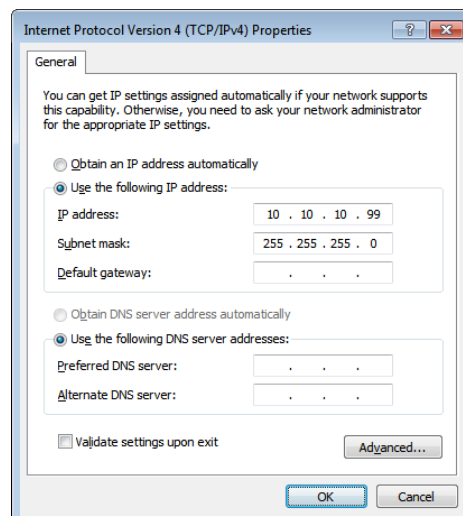 Internet Protocol Version 4 (TCP/IPv4) Properties
General
You can get IP settings assigned automatically if your network supports
this capability. Otherwise, you need to ask your network administrator
for the appropriate IP settings.
Obtain an IP address automatically
Use the following IP address:
IP address: 10 . 10 . 10 . 99
Subnet mask: 255 . 255 . 255 . 0
Default gateway: . . .
Obtain DNS server address automatically
Use the following DNS server addresses:
Preferred DNS server: . . .
Alternate DNS server: . . .
Validate settings upon exit
Advanced...
OK Cancel